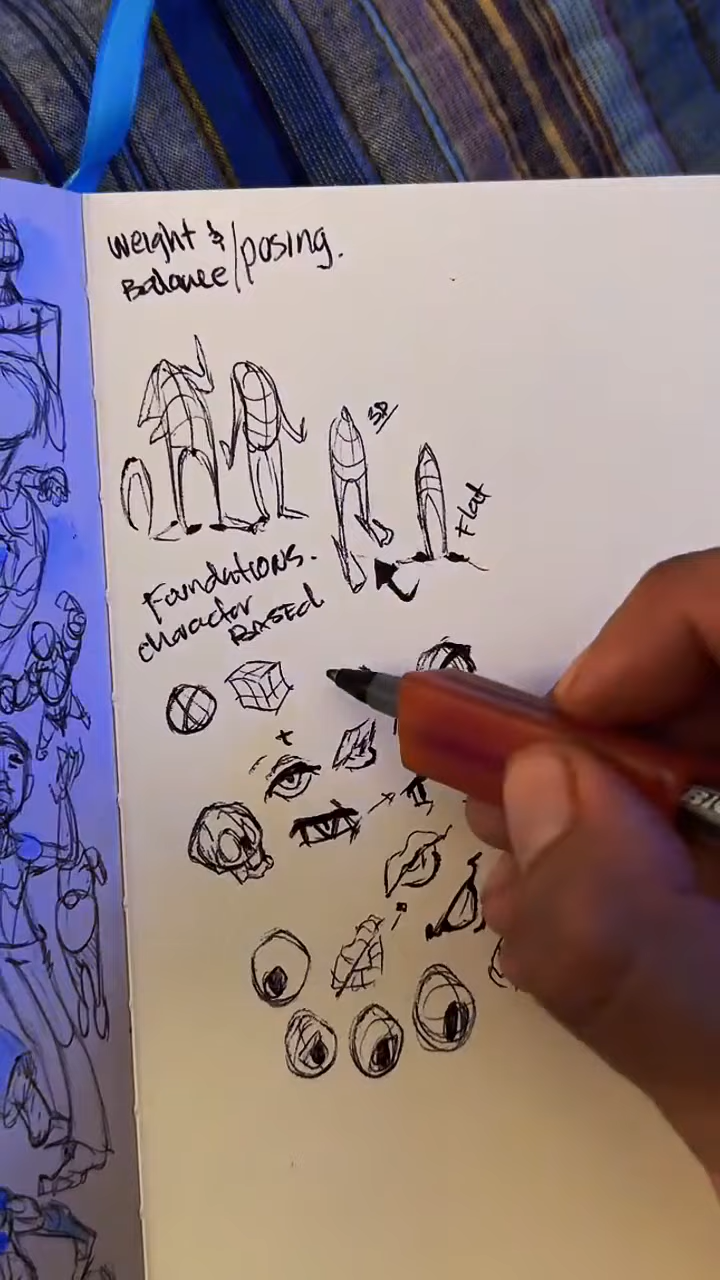 Weight &
Balance/posing.
3D
Flat
Foundations.
character
BASED